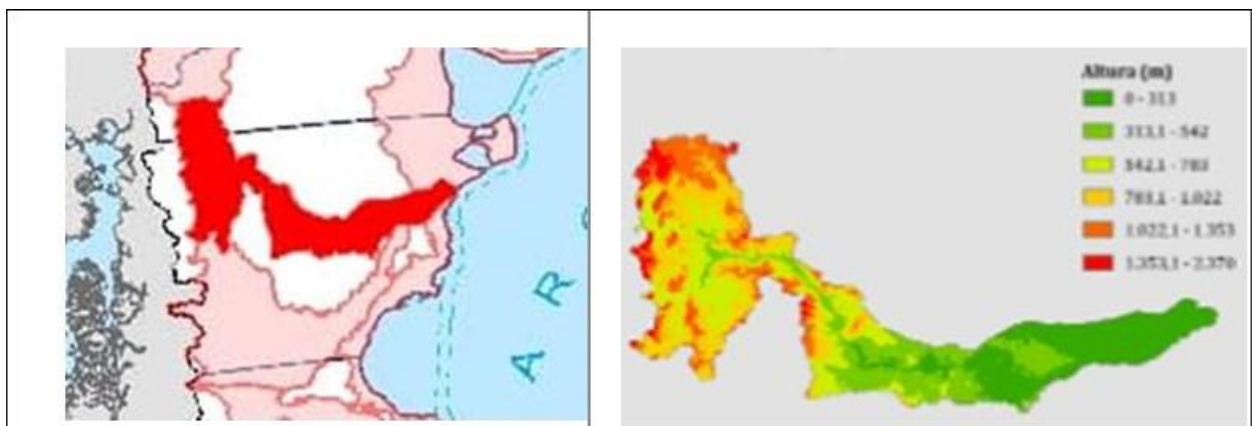 A R
Altura (m)
0 - 313
313,1 - 542
542,1 - 783
783,1 - 1.022
1.022,1 - 1.353
1.353,1 - 2.370